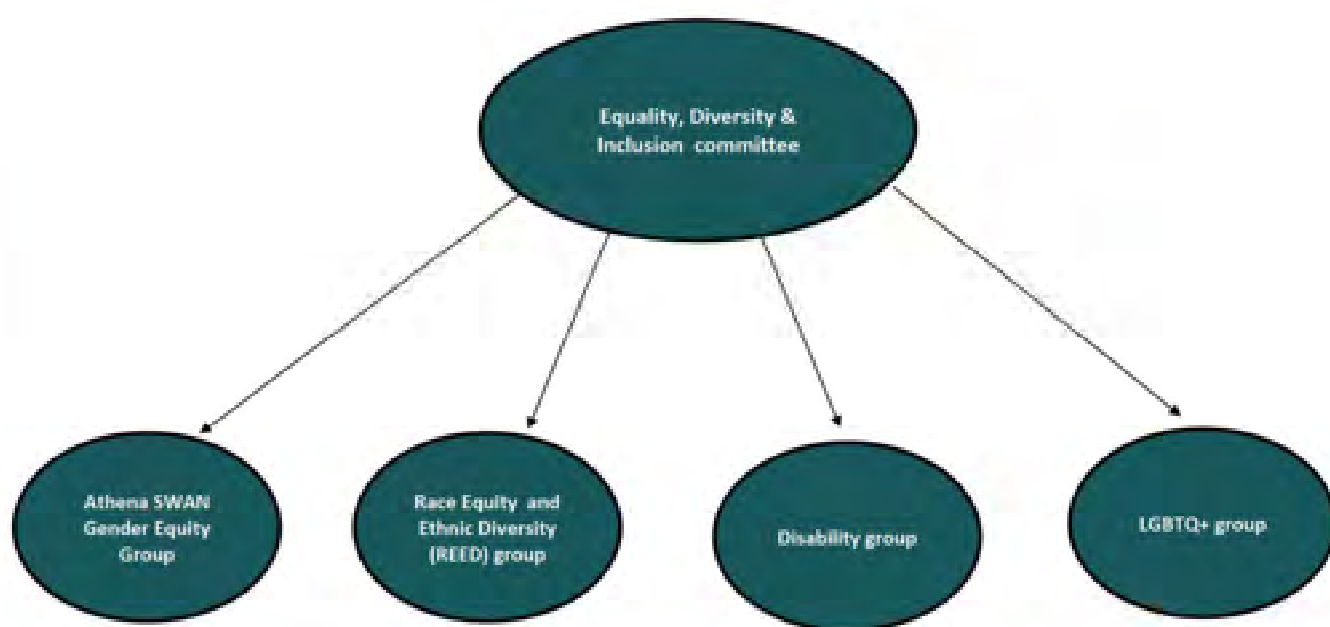 Equality, Diversity &
Inclusion committee
Athena SWAN
Gender Equity
Group
Race Equity and
Ethnic Diversity
(REED) group
Disability group
LGBTQ+ group